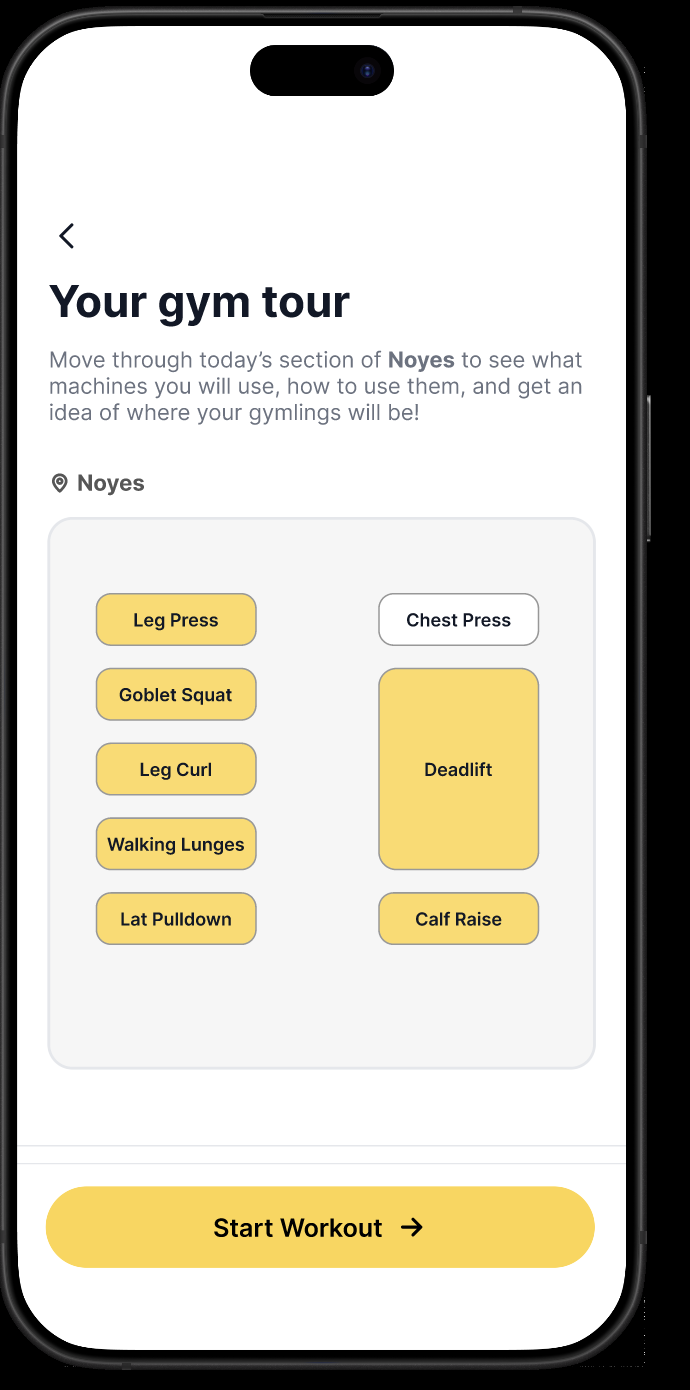 Your gym tour
Move through today’s section of Noyes to see what
machines you will use, how to use them, and get an
idea of where your gymlings will be!
Noyes
Leg Press
Chest Press
Goblet Squat
Deadlift
Leg Curl
Walking Lunges
Lat Pulldown
Calf Raise
Start Workout